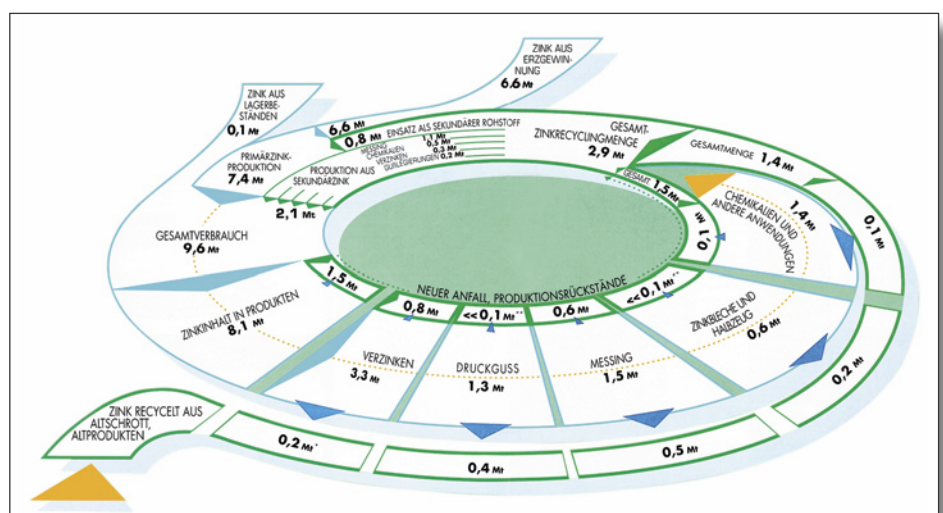 ZINK AUS
ERZGEWIN-
NUNG
6.6 Mt
ZINK AUS
LAGERBE-
STÄNDEN
0,1 Mt
6,6 Mt
0,8 Mt EINSATZ ALS SEKUNDÄRER ROHSTOFF
MESSING 1,1 Mt
CHEMIKALIEN 0,5 Mt
VERZINKEN 0,3 Mt
GUßLEGIERUNGEN 0,2 Mt
PRODUKTION AUS
SEKUNDÄRZINK
2,1 Mt
PRIMÄRZINK-
PRODUKTION
7,4 Mt
GESAMT-
ZINKRECYCLINGMENGE
2,9 Mt
GESAMTMENGE 1,4 Mt
GESAMT 1,5 Mt
0,1 Mt
CHEMIKALIEN UND
ANDERE ANWENDUNGEN
1,4 Mt
0,1 Mt
GESAMTVERBRAUCH
9,6 Mt
ZINKINHALT IN PRODUKTEN
8,1 Mt
NEUER ANFALL, PRODUKTIONSRÜCKSTÄNDE
1,5 Mt
0,8 Mt
<<0,1 Mt**
0,6 Mt
<<0,1 Mt**
VERZINKEN
3,3 Mt
DRUCKGUSS
1,3 Mt
MESSING
1,5 Mt
ZINKBLECHE UND
HALBZEUG
0,6 Mt
ZINK RECYCELT AUS
ALTSCHROTT,
ALTPRODUKTEN
0,2 Mt*
0,4 Mt
0,5 Mt
0,2 Mt